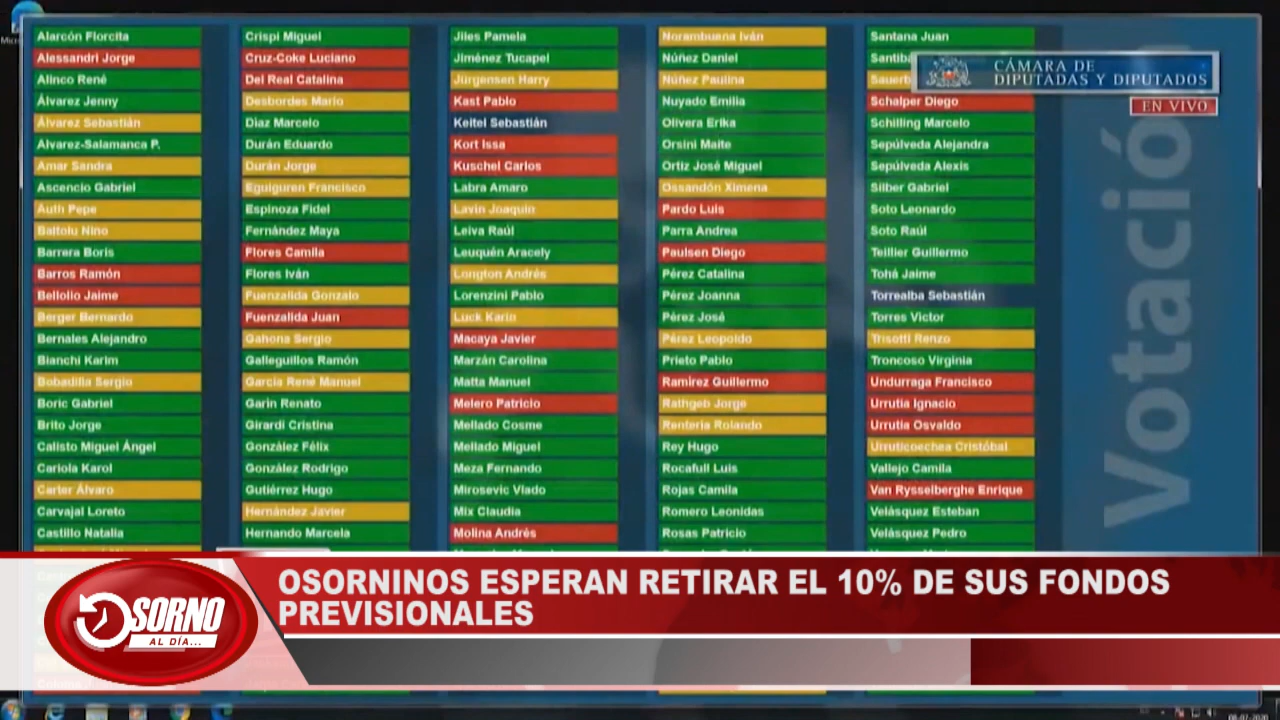 Alarcón Florcita
Alessandri Jorge
Alinco René
Álvarez Jenny
Álvarez Sebastián
Alvarez-Salamanca P.
Amar Sandra
Ascencio Gabriel
Auth Pepe
Baltolu Nino
Barrera Boris
Barros Ramón
Bellolio Jaime
Berger Bernardo
Bernales Alejandro
Bianchi Karim
Bobadilla Sergio
Boric Gabriel
Brito Jorge
Calisto Miguel Ángel
Cariola Karol
Carter Álvaro
Carvajal Loreto
Castillo Natalia
Crispi Miguel
Cruz-Coke Luciano
Del Real Catalina
Desbordes Mario
Díaz Marcelo
Durán Eduardo
Durán Jorge
Eguiguren Francisco
Espinoza Fidel
Fernández Maya
Flores Camila
Flores Iván
Fuenzalida Gonzalo
Fuenzalida Juan
Gahona Sergio
Galleguillos Ramón
García René Manuel
Garín Renato
Girardi Cristina
González Félix
González Rodrigo
Gutiérrez Hugo
Hernández Javier
Hernando Marcela
Jiles Pamela
Jiménez Tucapel
Jürgensen Harry
Kast Pablo
Keitel Sebastián
Kort Issa
Kuschel Carlos
Labra Amaro
Lavín Joaquín
Leiva Raúl
Leuquén Aracely
Longton Andrés
Lorenzini Pablo
Luck Karin
Macaya Javier
Marzán Carolina
Matta Manuel
Melero Patricio
Mellado Cosme
Mellado Miguel
Meza Fernando
Mirosevic Vlado
Mix Claudia
Molina Andrés
Norambuena Iván
Núñez Daniel
Núñez Paulina
Nuyado Emilia
Olivera Erika
Orsini Maite
Ortiz José Miguel
Ossandón Ximena
Pardo Luis
Parra Andrea
Paulsen Diego
Pérez Catalina
Pérez Joanna
Pérez José
Pérez Leopoldo
Prieto Pablo
Ramírez Guillermo
Rathgeb Jorge
Rentería Rolando
Rey Hugo
Rocafull Luis
Rojas Camila
Romero Leonidas
Rosas Patricio
Santana Juan
Schalper Diego
Schilling Marcelo
Sepúlveda Alejandra
Sepúlveda Alexis
Silber Gabriel
Soto Leonardo
Soto Raúl
Teillier Guillermo
Tohá Jaime
Torrealba Sebastián
Torres Victor
Trisotti Renzo
Troncoso Virginia
Undurraga Francisco
Urrutia Ignacio
Urrutia Osvaldo
Urruticoechea Cristóbal
Vallejo Camila
Van Rysselberghe Enrique
Velásquez Esteban
Velásquez Pedro
CÁMARA DE
DIPUTADAS Y DIPUTADOS
EN VIVO
Votació
OSORNINOS ESPERAN RETIRAR EL 10% DE SUS FONDOS
PREVISIONALES
OSORNO
AL DÍA...